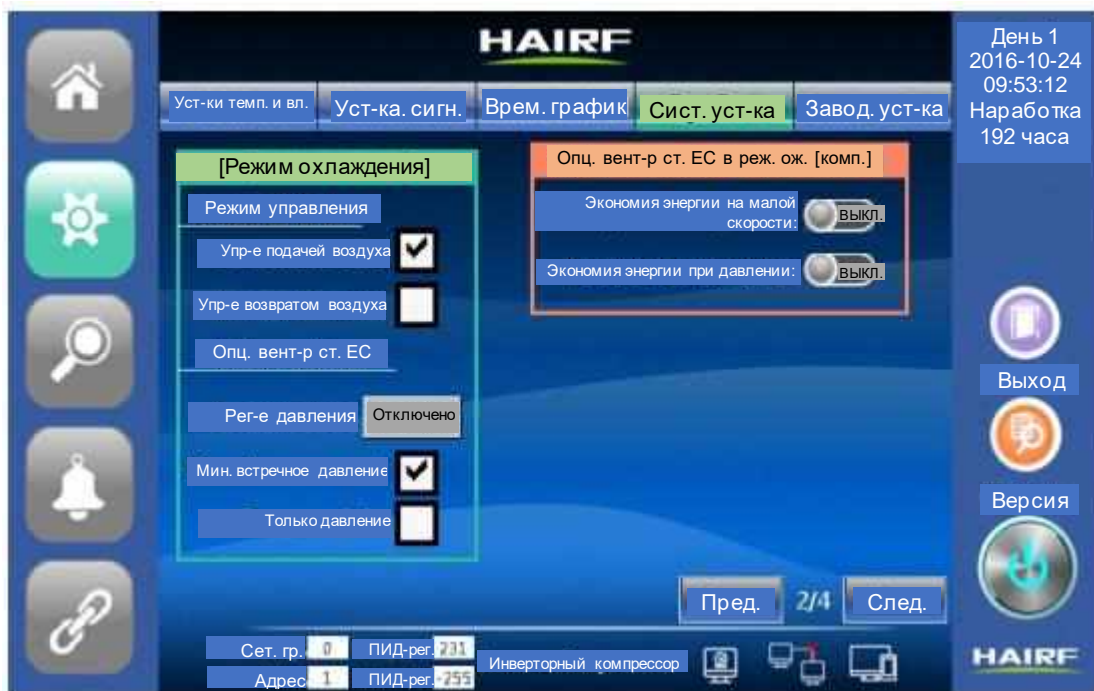 HAIRF
День 1
2016-10-24
09:53:12
Наработка
192 часа
Уст-ки темп. и вл.
Уст-ка. сигн.
Врем. график
Сист. уст-ка
Завод. уст-ка
[Режим охлаждения]
Режим управления
Упр-е подачей воздуха
Упр-е возвратом воздуха
Опц. вент-р ст. EC
Рег-е давления Отключено
Мин. встречное давление
Только давление
Опц. вент-р ст. EC в реж. ож. [комп.]
Экономия энергии на малой
скорости: ВЫКЛ.
Экономия энергии при давлении: ВЫКЛ.
Выход
Версия
Пред. 2/4 След.
Сет. гр. 0 ПИД-рег. 231
Адрес 1 ПИД-рег. -255
Инверторный компрессор
HAIRF